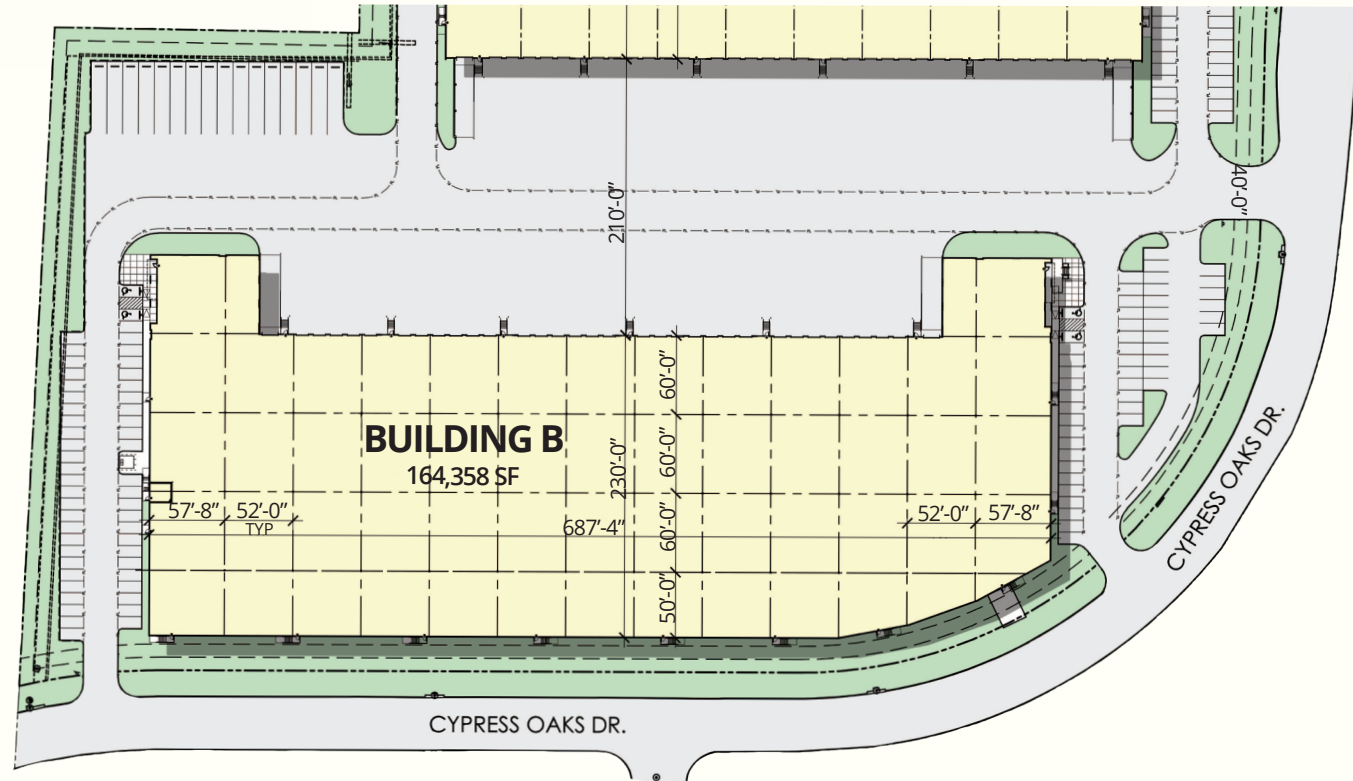 40'-0"
210'-0"
60'-0"
BUILDING B
164,358 SF
230'-0"
60'-0"
57'-8"
52'-0"
TYP
687'-4"
60'-0"
52'-0"
57'-8"
50'-0"
CYPRESS OAKS DR.
CYPRESS OAKS DR.